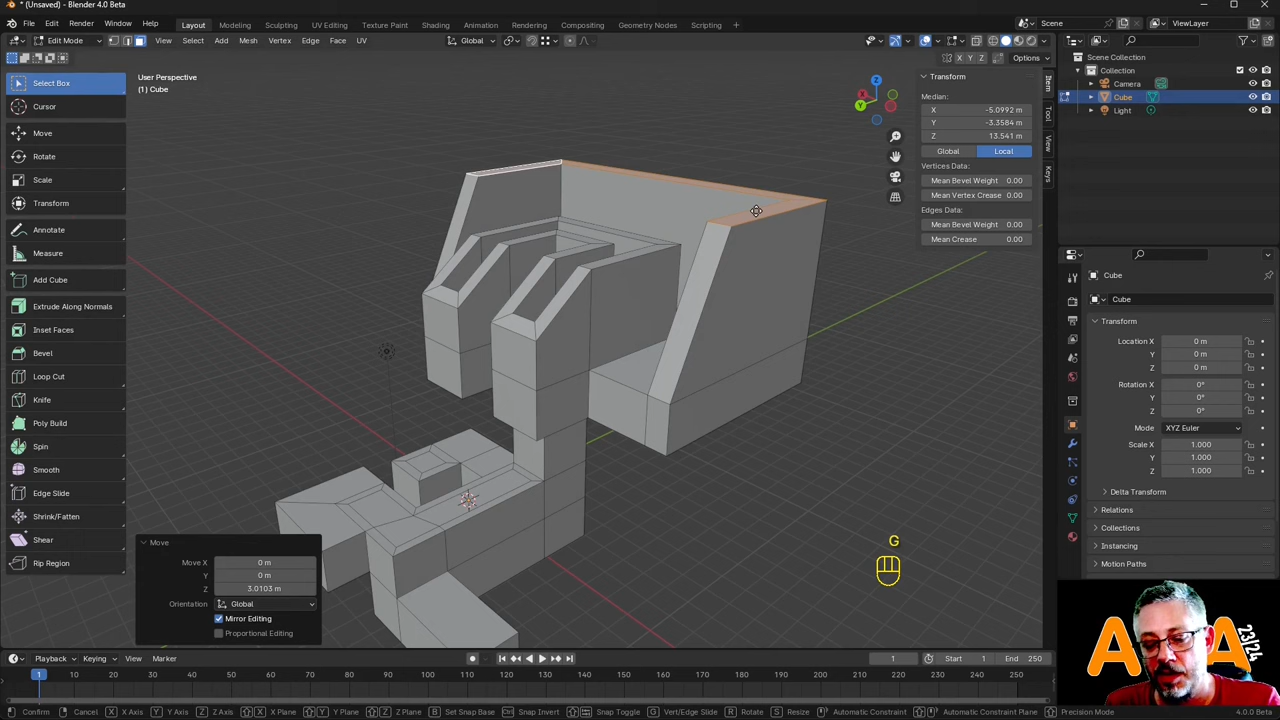 * (Unsaved) - Blender 4.0.0
File Edit Render Window Help Layout Modeling Sculpting UV Editing Texture Paint Shading Animation Rendering Compositing Geometry Nodes Scripting Scene ViewLayer
Edit Mode View Select Add Mesh Vertex Edge Face UV Global
X Y Z Options
User Perspective
(1) Cube
Select Box
Cursor
Move
Rotate
Scale
Transform
Annotate
Measure
Add Cube
Extrude Along Normals
Inset Faces
Bevel
Loop Cut
Knife
Poly Build
Spin
Smooth
Edge Slide
Shrink/Fatten
Shear
Rip Region
Move
Move X 0 m
Y 0 m
Z 3.0103 m
Orientation Global
Mirror Editing
Proportional Editing
G
Z
Y
X
Transform
Median:
X -5.0992 m
Y -3.3584 m
Z 13.541 m
Global Local
Vertices Data:
Mean Bevel Weight 0.00
Mean Vertex Crease 0.00
Edges Data:
Mean Bevel Weight 0.00
Mean Crease 0.00
Item
Tool
View
Keys
Scene Collection
Collection
Camera
Cube
Light
Cube
Cube
Transform
Location X 0 m
Y 0 m
Z 0 m
Rotation X 0°
Y 0°
Z 0°
Mode XYZ Euler
Scale X 1.000
Y 1.000
Z 1.000
Delta Transform
Relations
Collections
Instancing
Motion Paths
23/24
Playback Keying View Marker 1 Start 1 End 250
1 10 20 30 40 50 60 70 80 90 100 110 120 130 140 150 160 170 180 190 200 210 220 230 240 250
Confirm Cancel X X Axis Y Y Axis Z Z Axis X X Plane Y Y Plane Z Z Plane B Set Snap Base Snap Invert Snap Toggle G Vert/Edge Slide R Rotate S Resize Automatic Constraint Automatic Constraint Plane Precision Mode 4.0.0